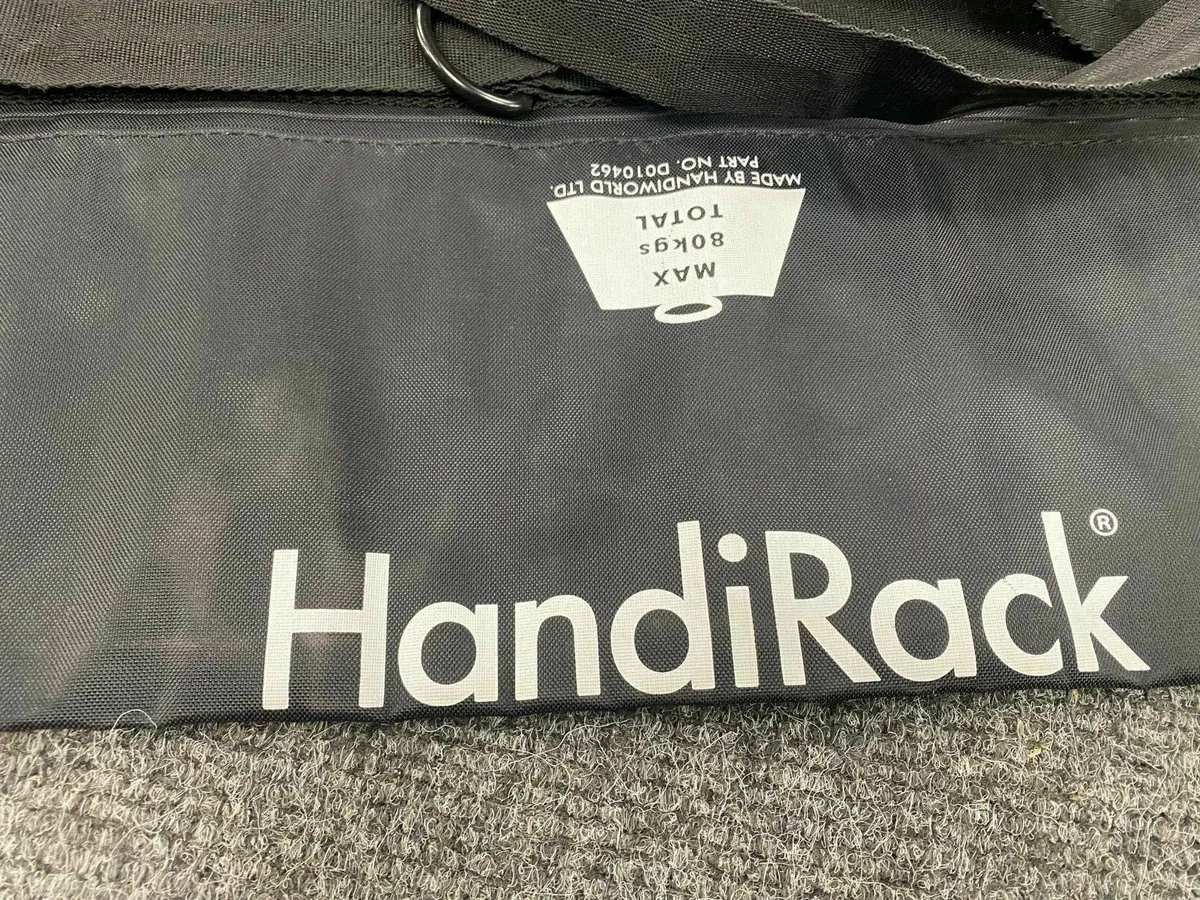 MAX
80kgs
TOTAL
MADE BY HANDIWORLD LTD.
PART NO. D010462
HandiRack®